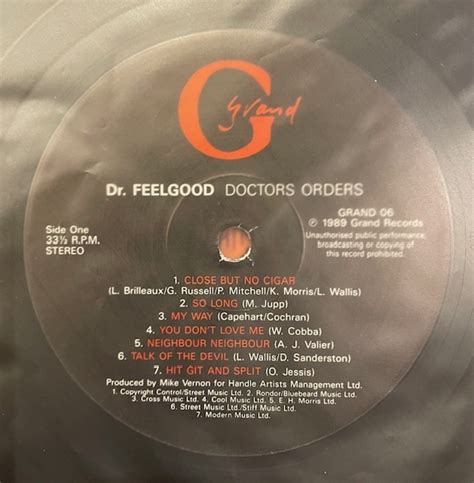 G grand
Dr. FEELGOOD DOCTORS ORDERS
Side One
33⅓ R.P.M.
STEREO
GRAND 06
℗ 1989 Grand Records
Unauthorised public performance,
broadcasting or copying of
this record prohibited.
1. CLOSE BUT NO CIGAR
(L. Brilleaux/G. Russell/P. Mitchell/K. Morris/L. Wallis)
2. SO LONG (M. Jupp)
3. MY WAY (Capehart/Cochran)
4. YOU DON'T LOVE ME (W. Cobba)
5. NEIGHBOUR NEIGHBOUR (A. J. Valier)
6. TALK OF THE DEVIL (L. Wallis/D. Sanderston)
7. HIT GIT AND SPLIT (O. Jessis)
Produced by Mike Vernon for Handle Artists Management Ltd.
1. Copyright Control/Street Music Ltd. 2. Rondor/Bluebeard Music Ltd.
3. Cross Music Ltd. 4. Cool Music Ltd. 5. E. H. Morris Ltd.
6. Street Music Ltd./Stiff Music Ltd.
7. Modern Music Ltd.